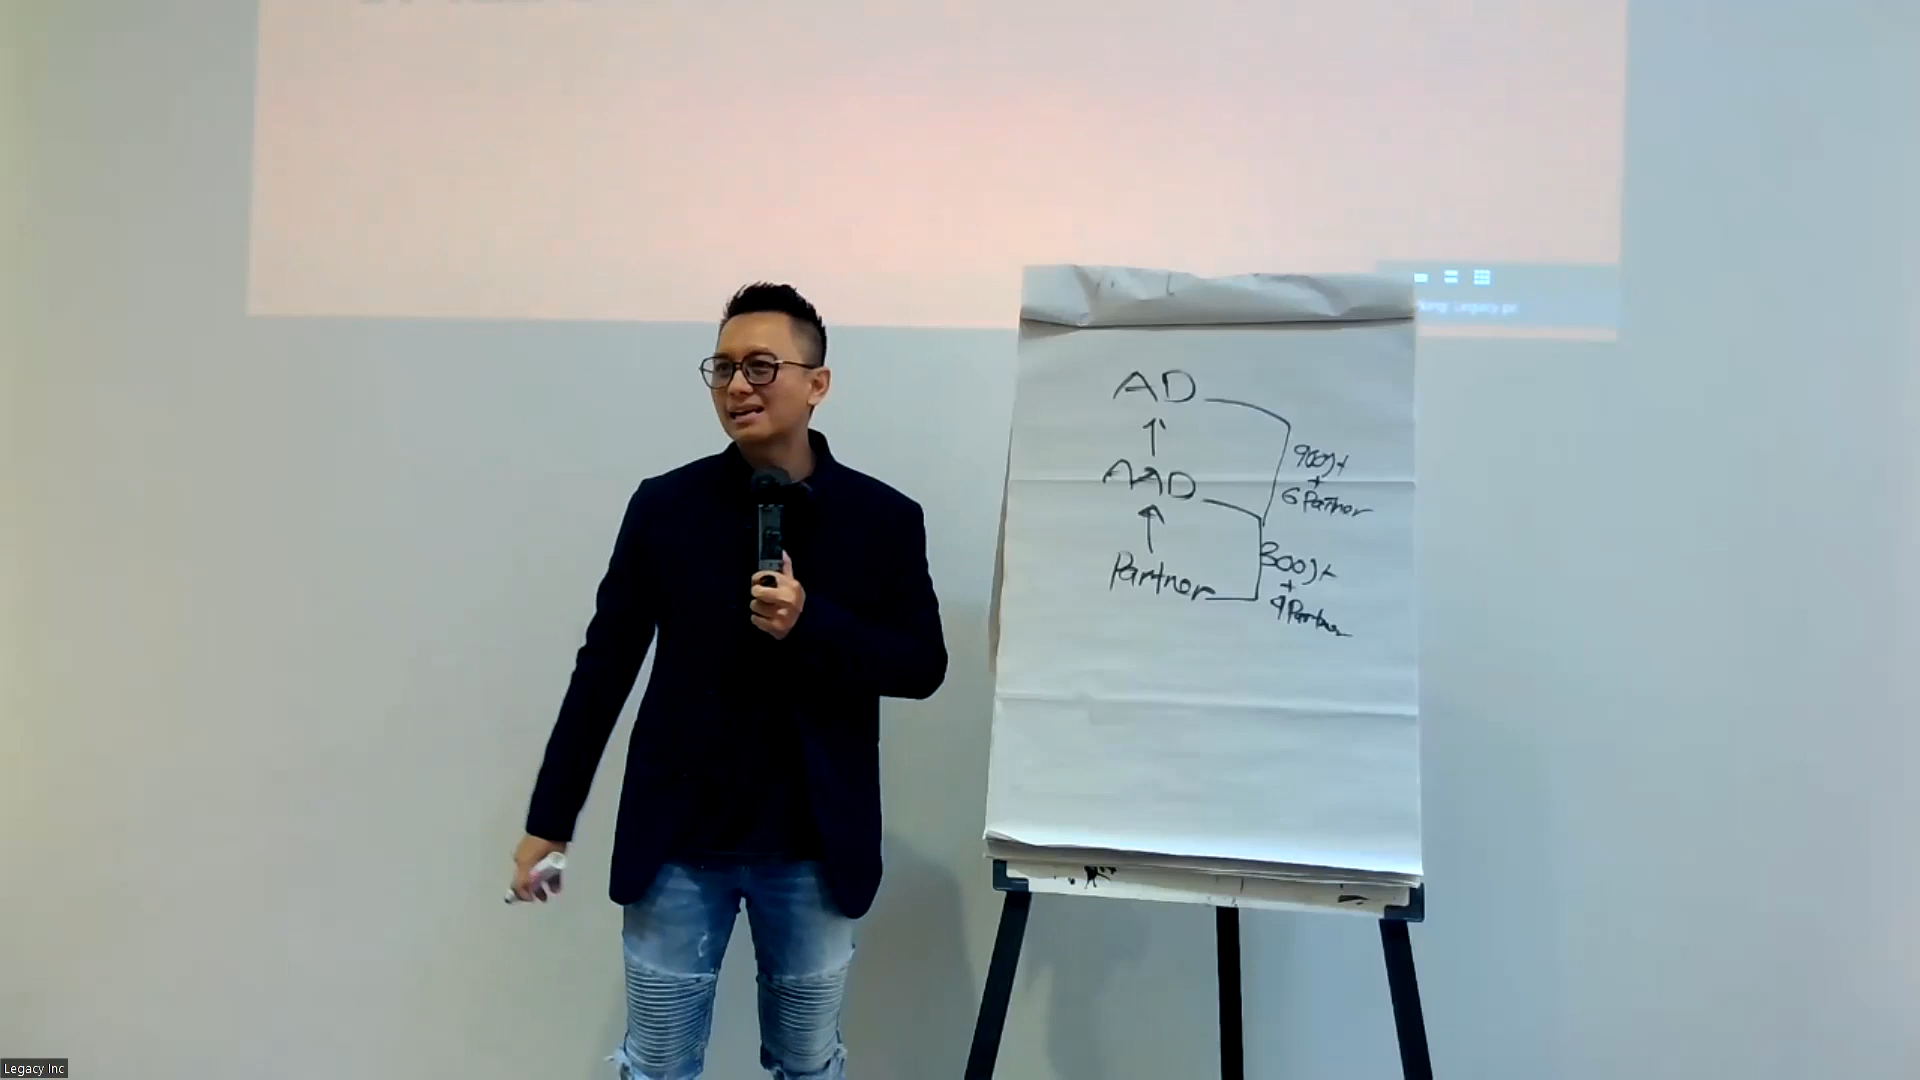 AD
↑
900jt
+
6 Partner
AAD
↑
300jt
+
4 Partner
Partner
Legacy Inc